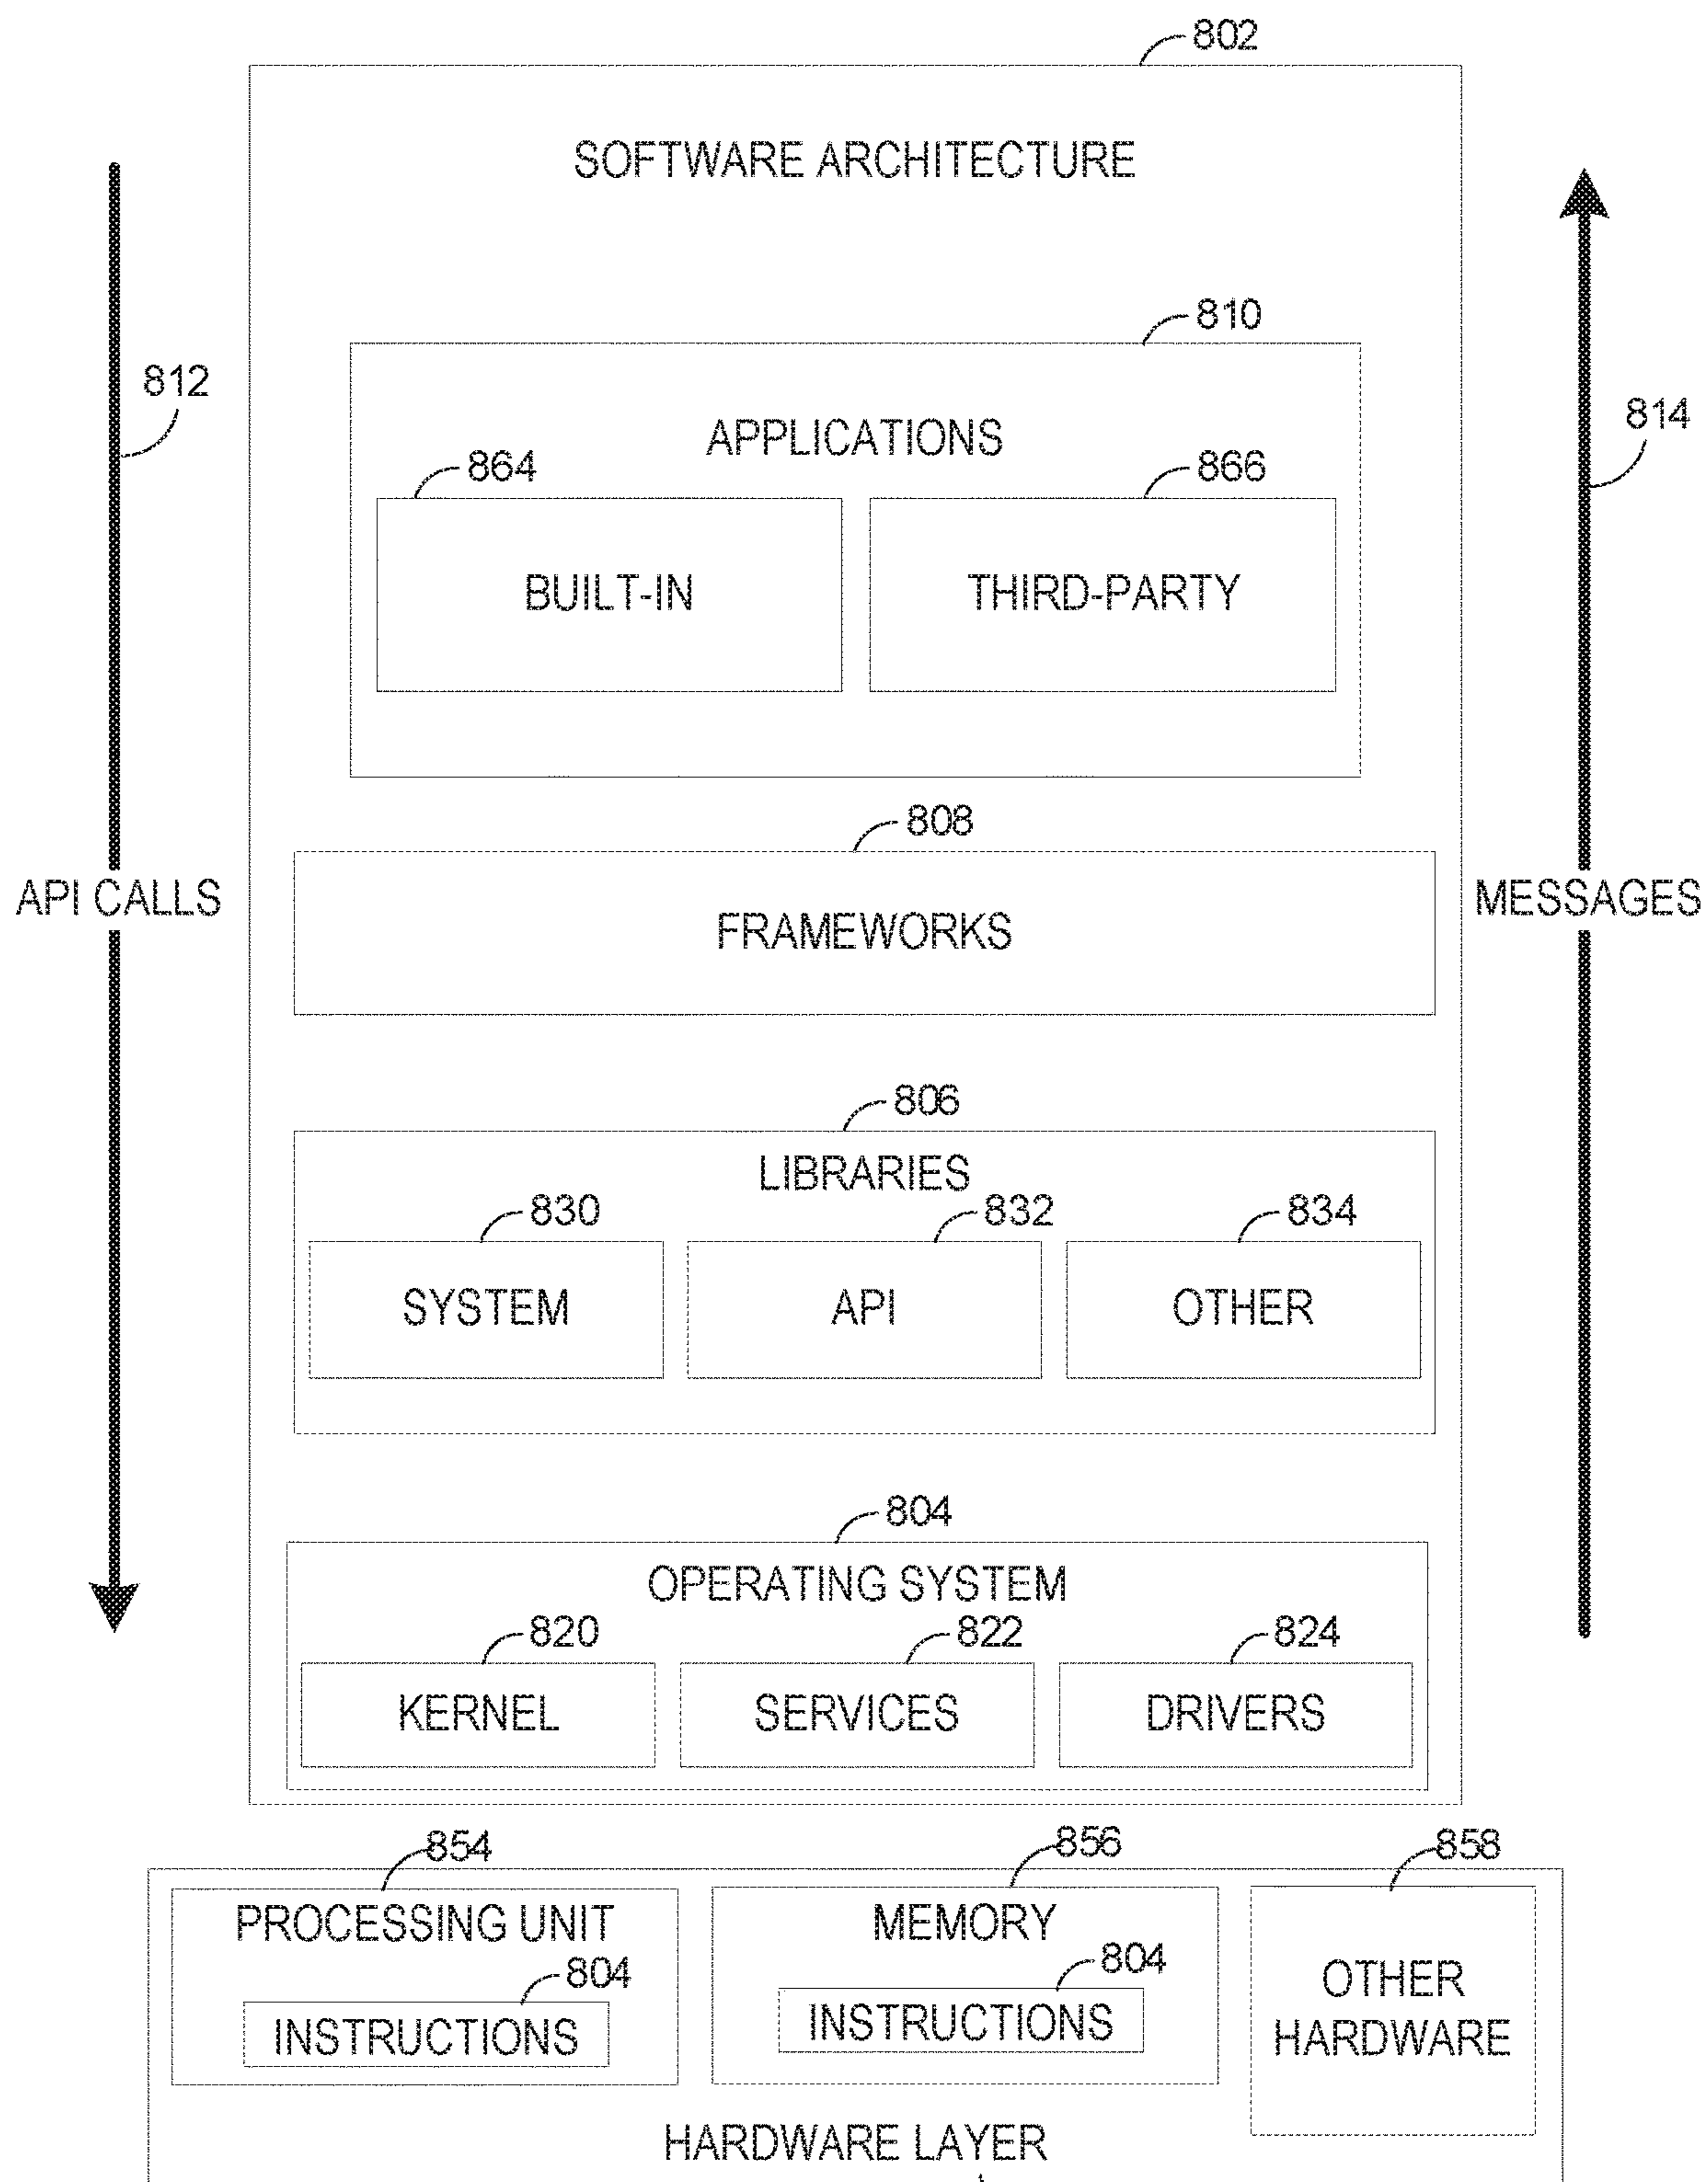 802
SOFTWARE ARCHITECTURE
810
812
814
APPLICATIONS
864
866
BUILT-IN
THIRD-PARTY
808
API CALLS
MESSAGES
FRAMEWORKS
806
LIBRARIES
830
832
834
SYSTEM
API
OTHER
804
OPERATING SYSTEM
820
822
824
KERNEL
SERVICES
DRIVERS
854
856
858
PROCESSING UNIT
MEMORY
804
804
OTHER
HARDWARE
INSTRUCTIONS
INSTRUCTIONS
HARDWARE LAYER